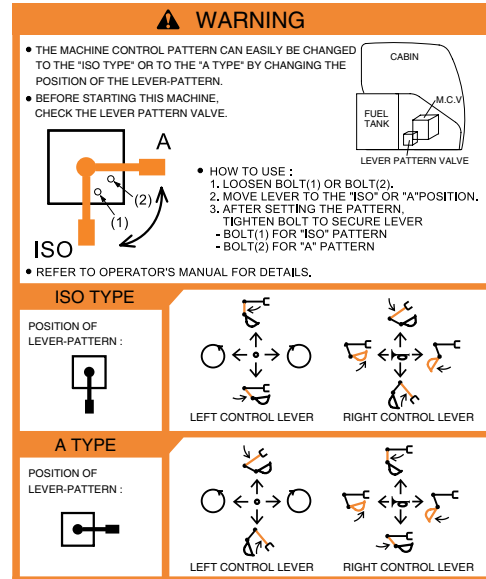 WARNING
• THE MACHINE CONTROL PATTERN CAN EASILY BE CHANGED
TO THE "ISO TYPE" OR TO THE "A TYPE" BY CHANGING THE
POSITION OF THE LEVER-PATTERN.
• BEFORE STARTING THIS MACHINE,
CHECK THE LEVER PATTERN VALVE.
CABIN
M.C.V
FUEL
TANK
LEVER PATTERN VALVE
A
(2)
(1)
ISO
• HOW TO USE :
1. LOOSEN BOLT(1) OR BOLT(2).
2. MOVE LEVER TO THE "ISO" OR "A"POSITION.
3. AFTER SETTING THE PATTERN,
TIGHTEN BOLT TO SECURE LEVER
- BOLT(1) FOR "ISO" PATTERN
- BOLT(2) FOR "A" PATTERN
• REFER TO OPERATOR'S MANUAL FOR DETAILS.
ISO TYPE
POSITION OF
LEVER-PATTERN :
LEFT CONTROL LEVER
RIGHT CONTROL LEVER
A TYPE
POSITION OF
LEVER-PATTERN :
LEFT CONTROL LEVER
RIGHT CONTROL LEVER